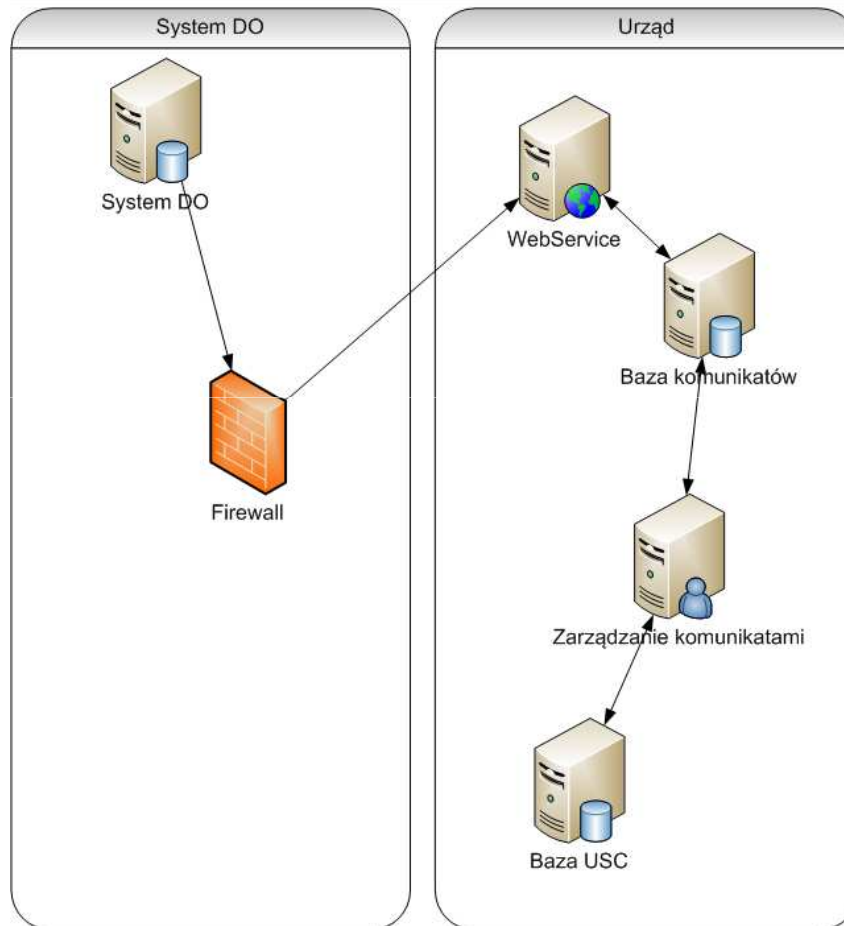 System DO
Urząd
System DO
WebService
Baza komunikatów
Firewall
Zarządzanie komunikatami
Baza USC